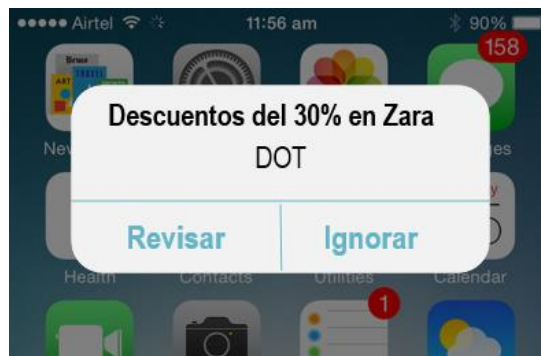 Airtel
11:56 am
90%
158
Descuentos del 30% en Zara
DOT
Revisar
Ignorar
Health
Contacts
Utilities
Calendar
1